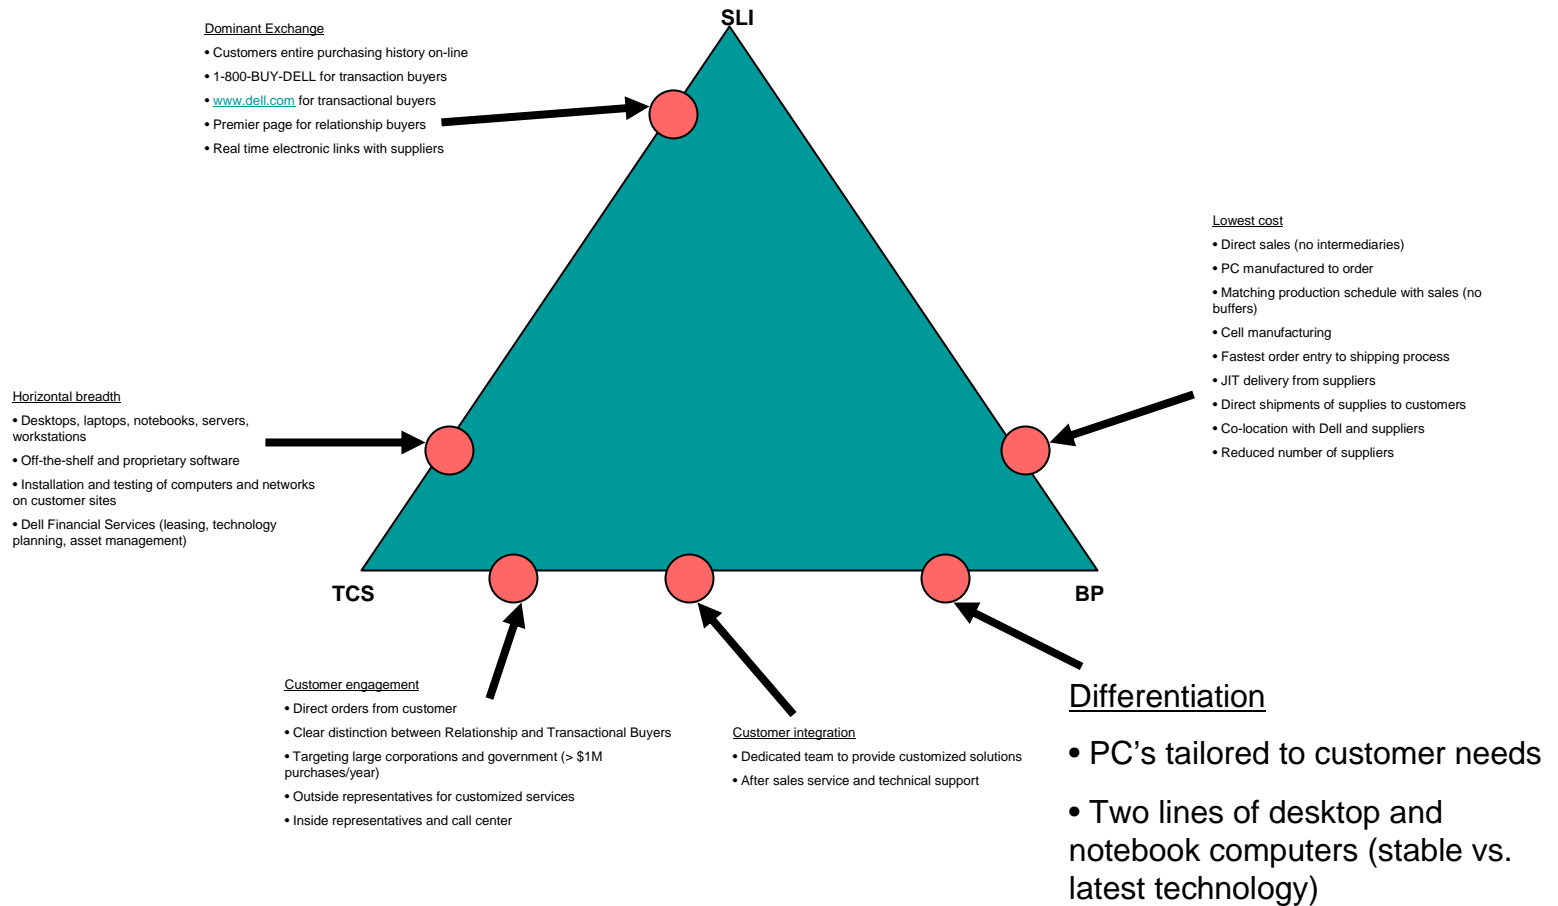 SLI
Dominant Exchange
• Customers entire purchasing history on-line
• 1-800-BUY-DELL for transaction buyers
• www.dell.com for transactional buyers
• Premier page for relationship buyers
• Real time electronic links with suppliers
Lowest cost
• Direct sales (no intermediaries)
• PC manufactured to order
• Matching production schedule with sales (no
buffers)
• Cell manufacturing
• Fastest order entry to shipping process
• JIT delivery from suppliers
• Direct shipments of supplies to customers
• Co-location with Dell and suppliers
• Reduced number of suppliers
Horizontal breadth
• Desktops, laptops, notebooks, servers,
workstations
• Off-the-shelf and proprietary software
• Installation and testing of computers and networks
on customer sites
• Dell Financial Services (leasing, technology
planning, asset management)
TCS
BP
Customer engagement
• Direct orders from customer
• Clear distinction between Relationship and Transactional Buyers
• Targeting large corporations and government (> $1M
purchases/year)
• Outside representatives for customized services
• Inside representatives and call center
Customer integration
• Dedicated team to provide customized solutions
• After sales service and technical support
Differentiation
• PC’s tailored to customer needs
• Two lines of desktop and
notebook computers (stable vs.
latest technology)